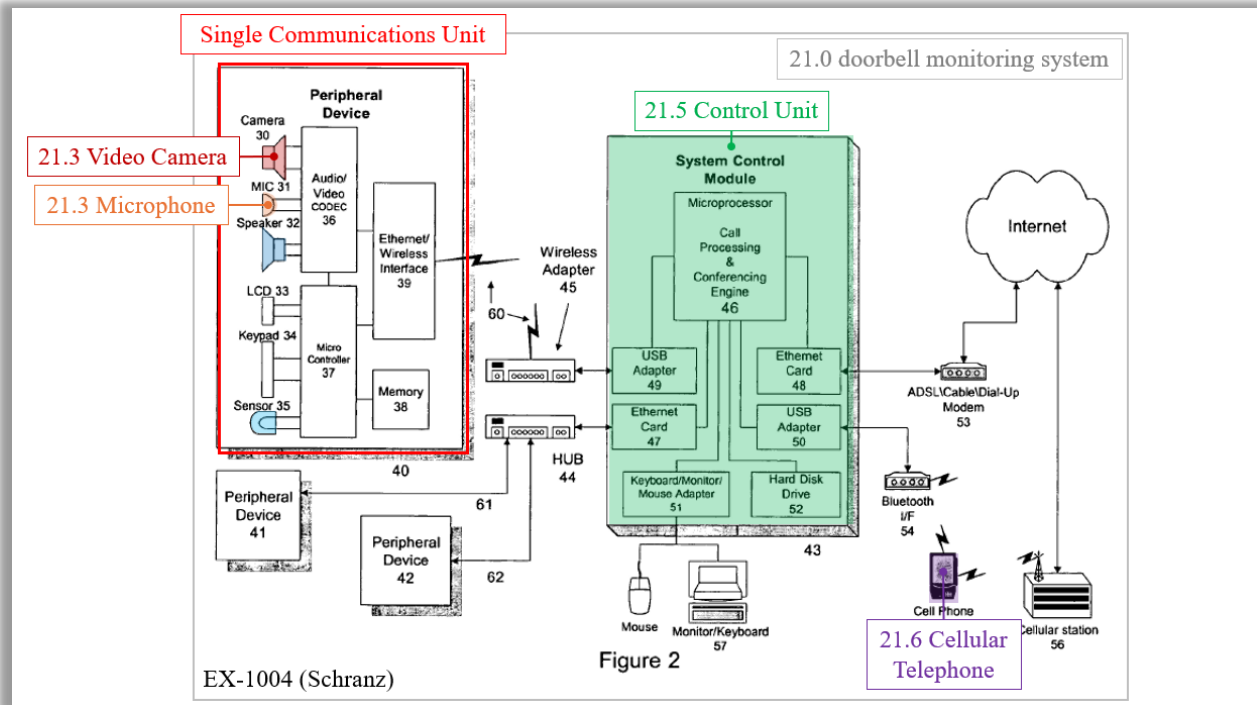 Single Communications Unit
21.0 doorbell monitoring system
Peripheral
Device
Camera
30
21.3 Video Camera
MIC 31
21.3 Microphone
Speaker 32
Audio/
Video
CODEC
36
Ethernet/
Wireless
Interface
39
LCD 33
Keypad 34
Micro
Controller
37
Memory
38
Sensor 35
40
Wireless
Adapter
45
60
HUB
44
21.5 Control Unit
System Control
Module
Microprocessor
Call
Processing
&
Conferencing
Engine
46
USB
Adapter
49
Ethernet
Card
48
Ethernet
Card
47
USB
Adapter
50
Keyboard/Monitor/
Mouse Adapter
51
Hard Disk
Drive
52
43
Internet
ADSL\Cable\Dial-Up
Modem
53
Bluetooth
I/F
54
Cell Phone
21.6 Cellular
Telephone
Cellular station
56
Peripheral
Device
41
61
Peripheral
Device
42
62
Mouse
Monitor/Keyboard
57
Figure 2
EX-1004 (Schranz)